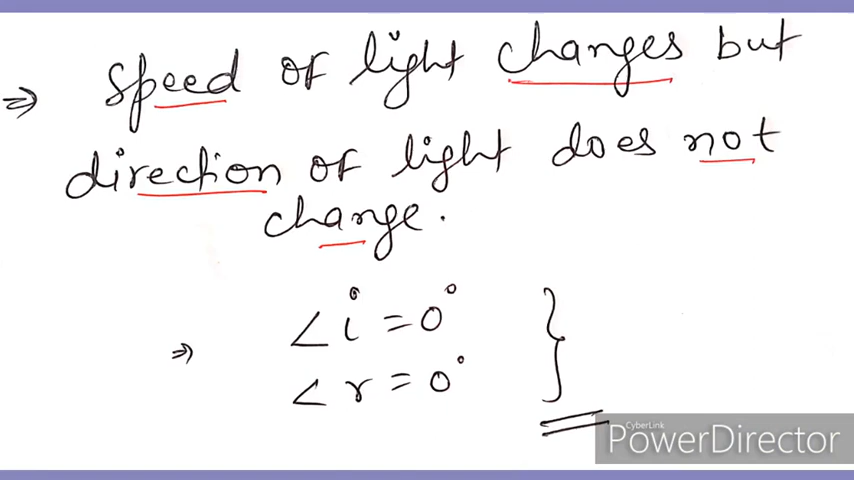 ⇒ Speed of light changes but
direction of light does not
change.
∠i = 0°
⇒
∠r = 0°
CyberLink
PowerDirector